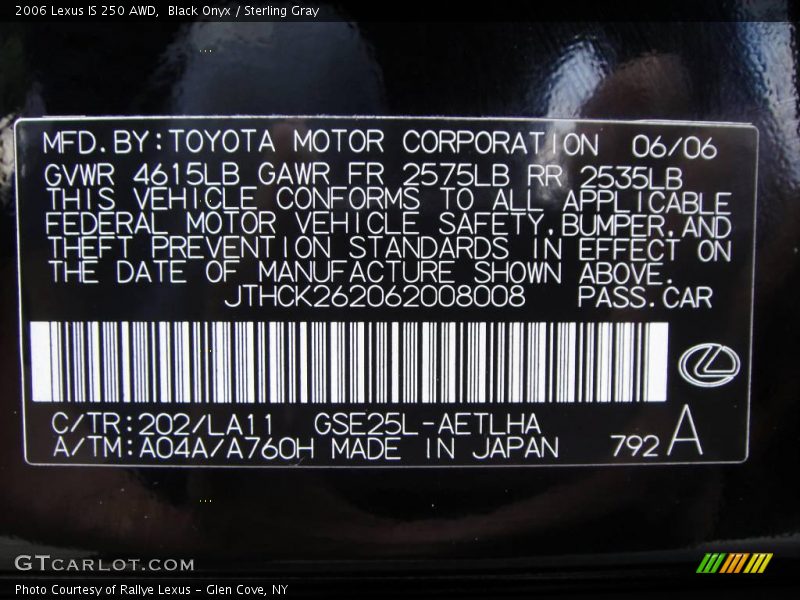 2006 Lexus IS 250 AWD,  Black Onyx / Sterling Gray
MFD.BY:TOYOTA MOTOR CORPORATION 06/06
GVWR 4615LB GAWR FR 2575LB RR 2535LB
THIS VEHICLE CONFORMS TO ALL APPLICABLE
FEDERAL MOTOR VEHICLE SAFETY,BUMPER,AND
THEFT PREVENTION STANDARDS IN EFFECT ON
THE DATE OF MANUFACTURE SHOWN ABOVE.
JTHCK262062008008 PASS.CAR
C/TR:202/LA11 GSE25L-AETLHA
A/TM:A04A/A760H MADE IN JAPAN 792 A
GTCARLOT.COM
Photo Courtesy of Rallye Lexus - Glen Cove, NY